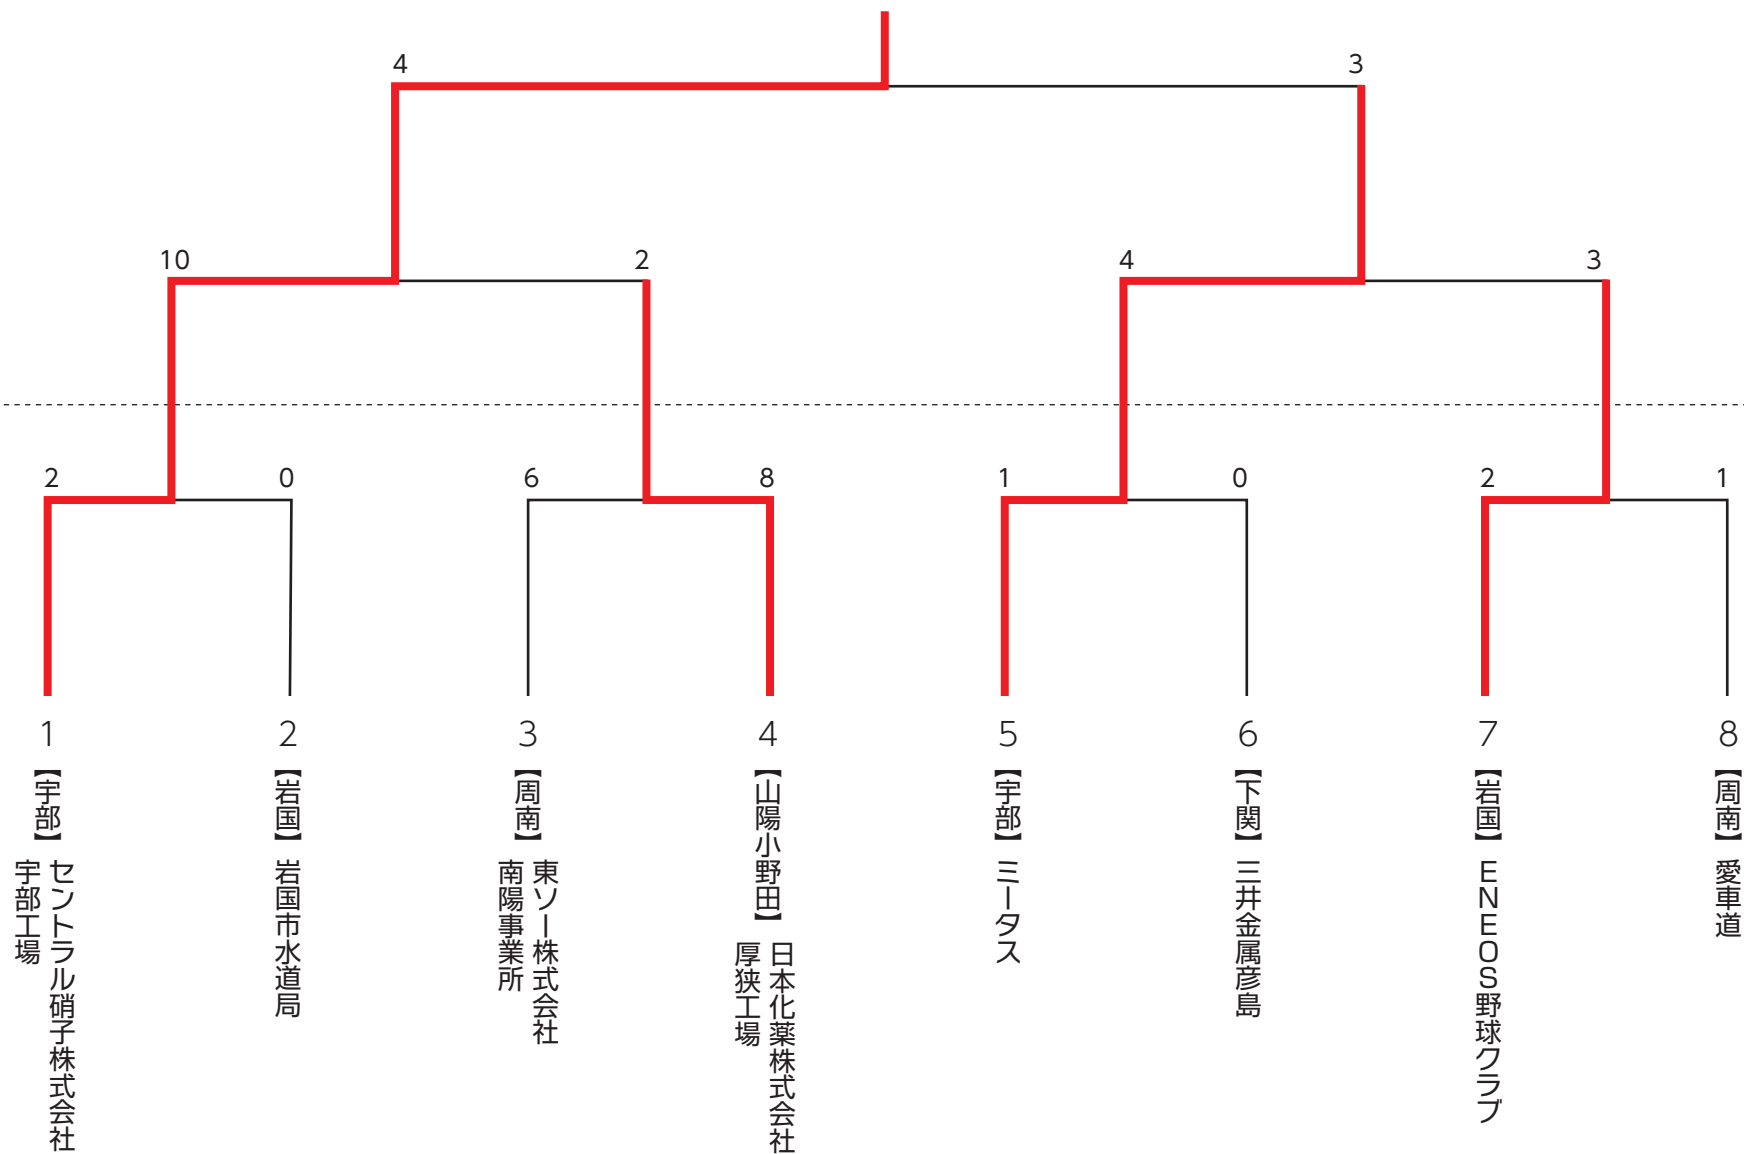 4
3
10
2
4
3
2
0
6
8
1
0
2
1
1
2
3
4
5
6
7
8
【宇部】 セントラル硝子株式会社
宇部工場
【岩国】 岩国市水道局
【周南】 東ソー株式会社
南陽事業所
【山陽小野田】 日本化薬株式会社
厚狭工場
【宇部】 ミータス
【下関】 三井金属彦島
【岩国】 ENEOS野球クラブ
【周南】 愛車道